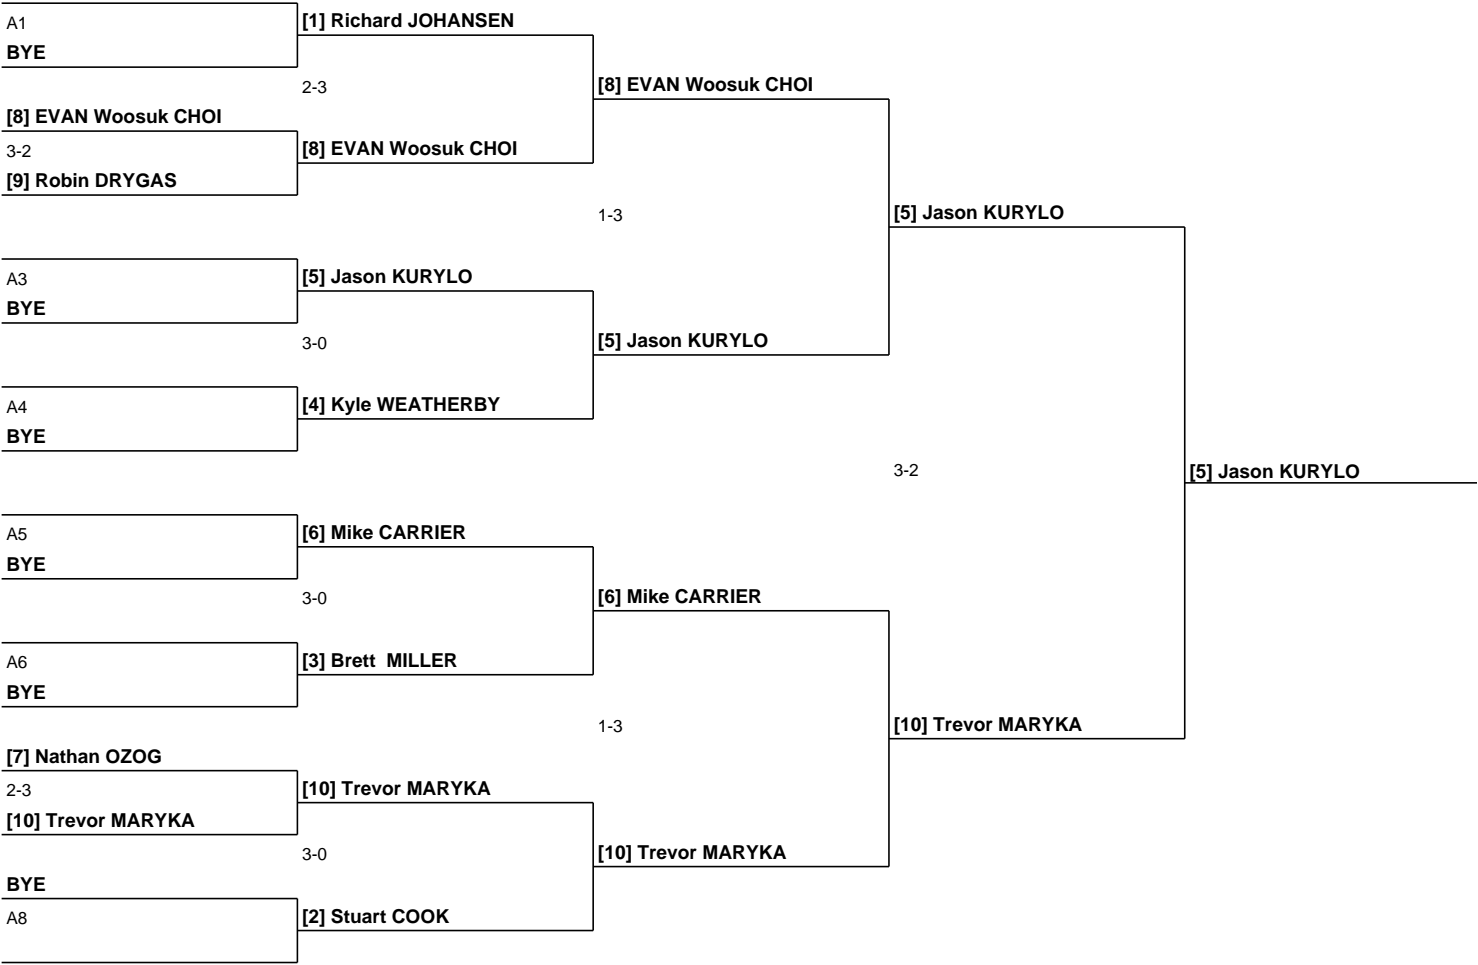 A1
BYE
[1] Richard JOHANSEN
2-3
[8] EVAN Woosuk CHOI
[8] EVAN Woosuk CHOI
3-2
[9] Robin DRYGAS
[8] EVAN Woosuk CHOI
1-3
[5] Jason KURYLO
A3
BYE
[5] Jason KURYLO
3-0
[5] Jason KURYLO
A4
BYE
[4] Kyle WEATHERBY
3-2
[5] Jason KURYLO
A5
BYE
[6] Mike CARRIER
3-0
[6] Mike CARRIER
A6
BYE
[3] Brett MILLER
1-3
[10] Trevor MARYKA
[7] Nathan OZOG
2-3
[10] Trevor MARYKA
[10] Trevor MARYKA
3-0
[10] Trevor MARYKA
BYE
A8
[2] Stuart COOK